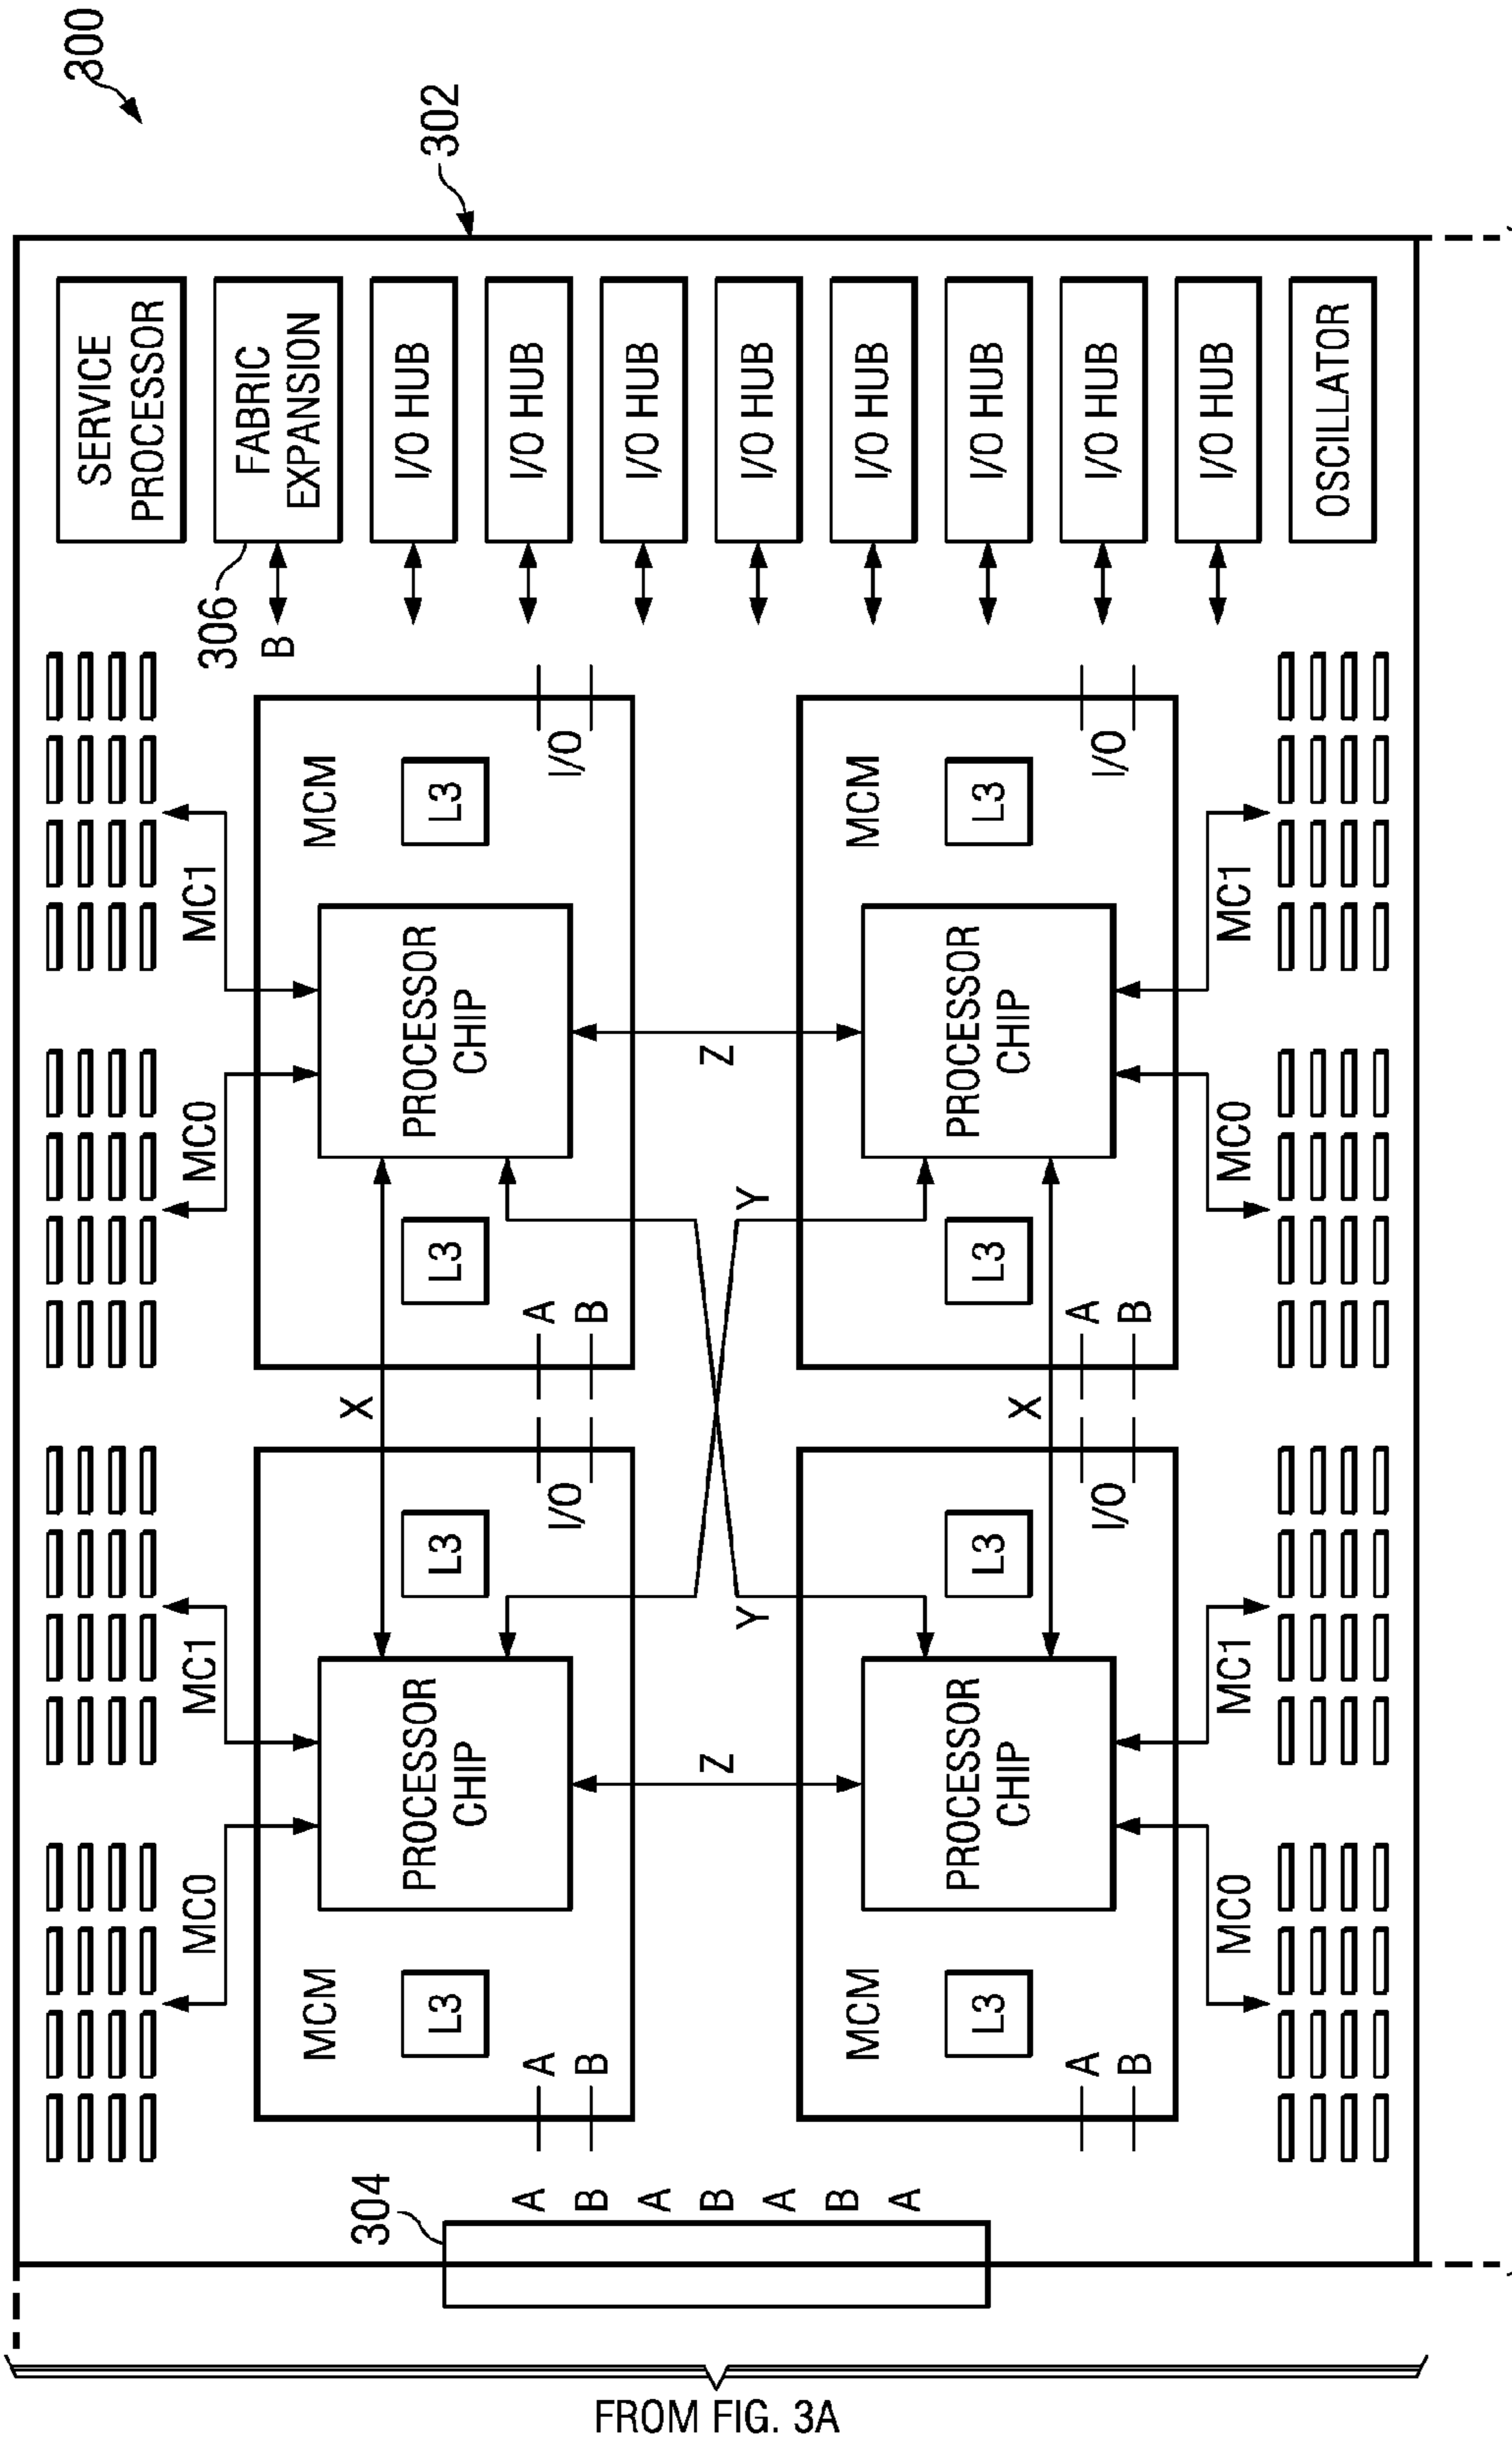 300
SERVICE
PROCESSOR
MC0 MC1 MC0 MC1
306
FABRIC
EXPANSION
B
302
MCM MCM
X
304
L3 L3 L3 L3
PROCESSOR
CHIP
PROCESSOR
CHIP
I/O HUB
I/O HUB
A I/O A I/O
B B
A
B
A
B
A
B
A
I/O HUB
FROM FIG. 3A
Z Z
Y Y
I/O HUB
I/O HUB
MCM MCM
L3 L3 L3 L3
PROCESSOR
CHIP
PROCESSOR
CHIP
I/O HUB
X
A I/O A I/O
B B
I/O HUB
I/O HUB
MC0 MC1 MC0 MC1
OSCILLATOR